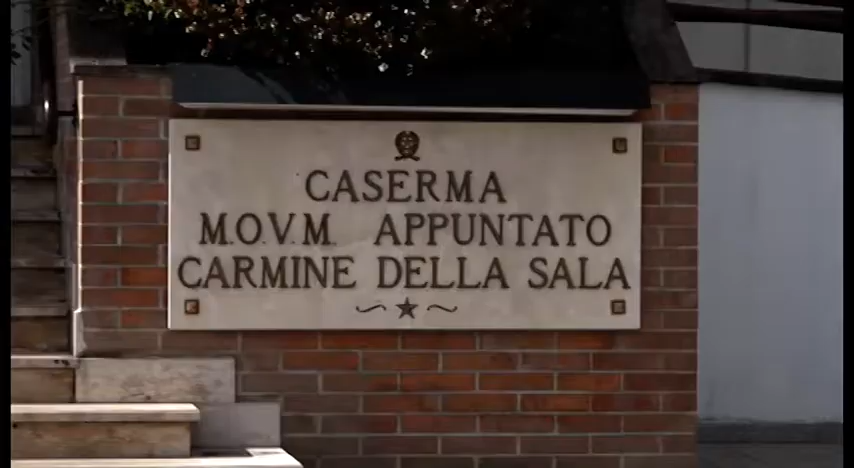 CASERMA
M.O.V.M. APPUNTATO
CARMINE DELLA SALA